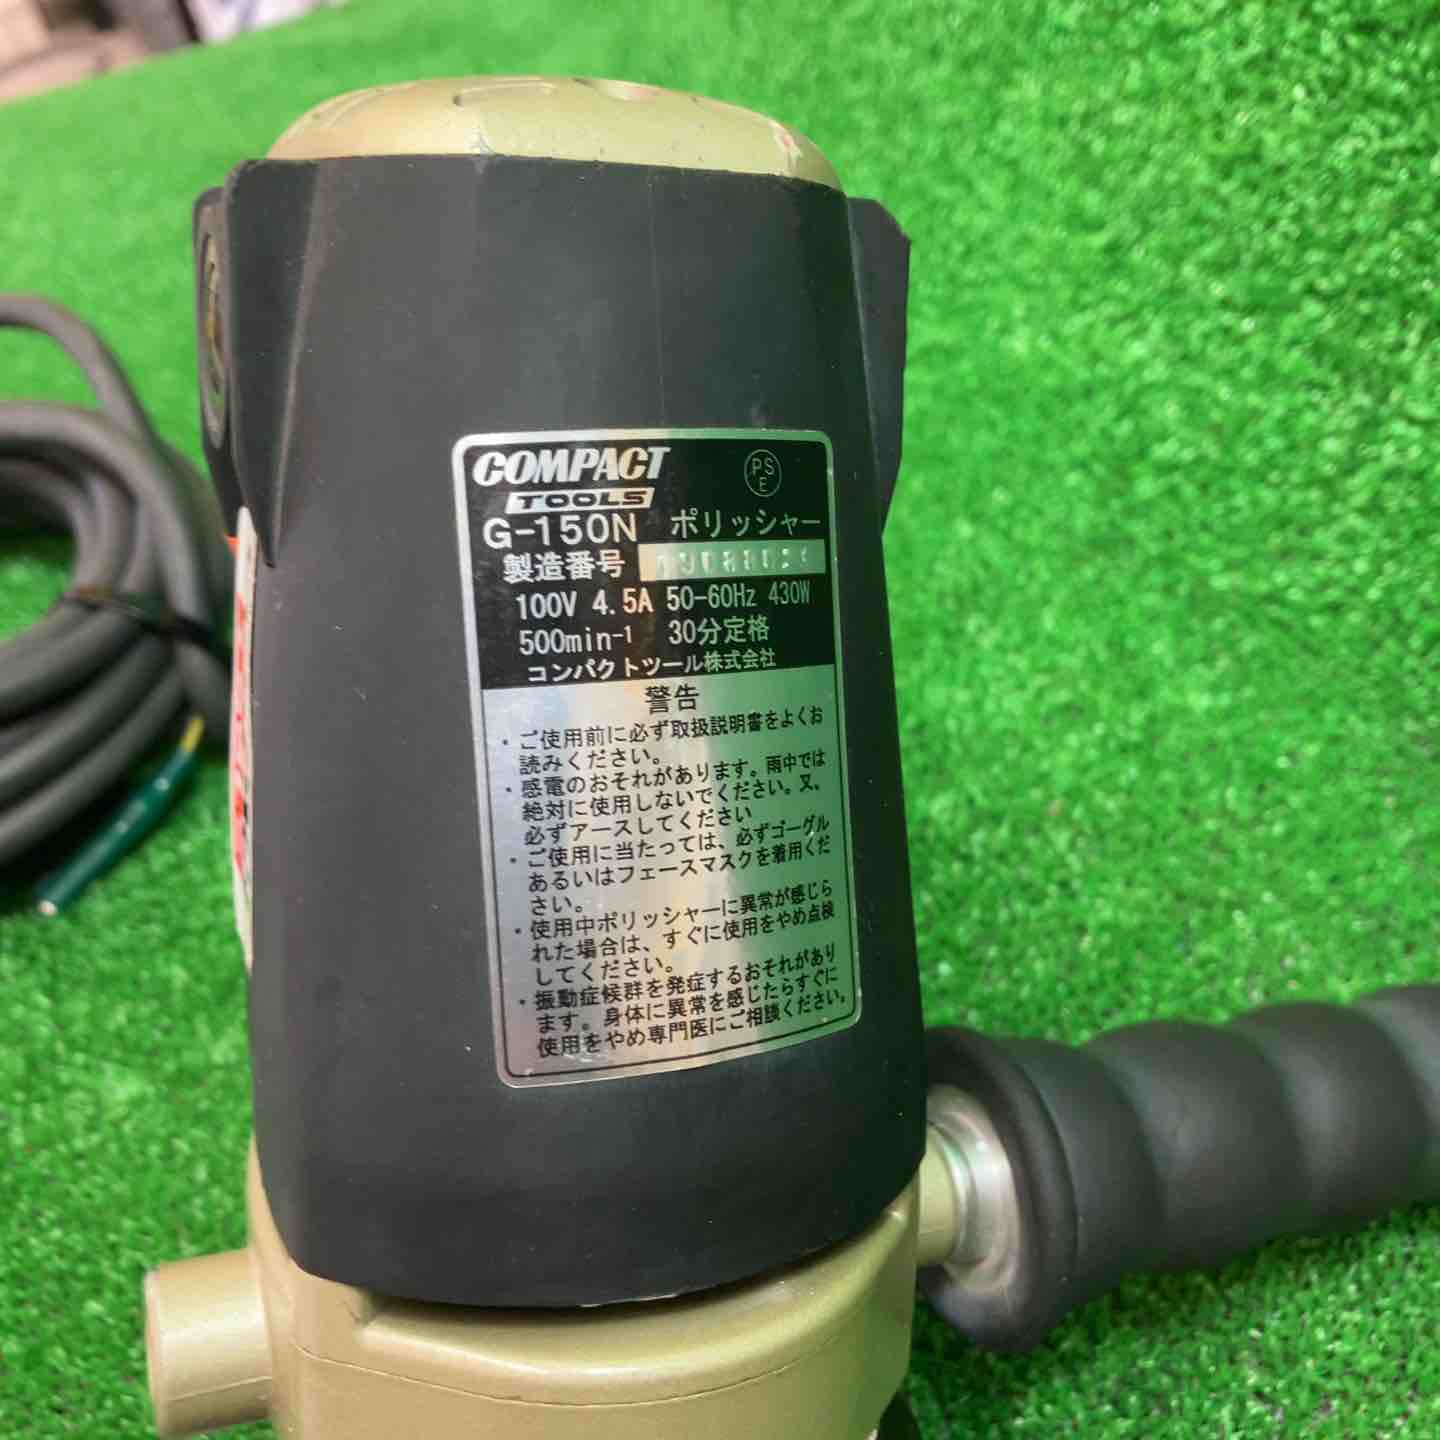 COMPACT
TOOLS
PS
E
G-150N ポリッシャー
製造番号
100V 4.5A 50-60Hz 430W
500min-1 30分定格
コンパクトツール株式会社
警告
・ご使用前に必ず取扱説明書をよくお
読みください。
・感電のおそれがあります。雨中では
絶対に使用しないでください。又、
必ずアースしてください
・ご使用に当たっては、必ずゴーグル
あるいはフェースマスクを着用くだ
さい。
・使用中ポリッシャーに異常が感じら
れた場合は、すぐに使用をやめ点検
してください。
・振動症候群を発症するおそれがあり
ます。身体に異常を感じたらすぐに
使用をやめ専門医にご相談ください。